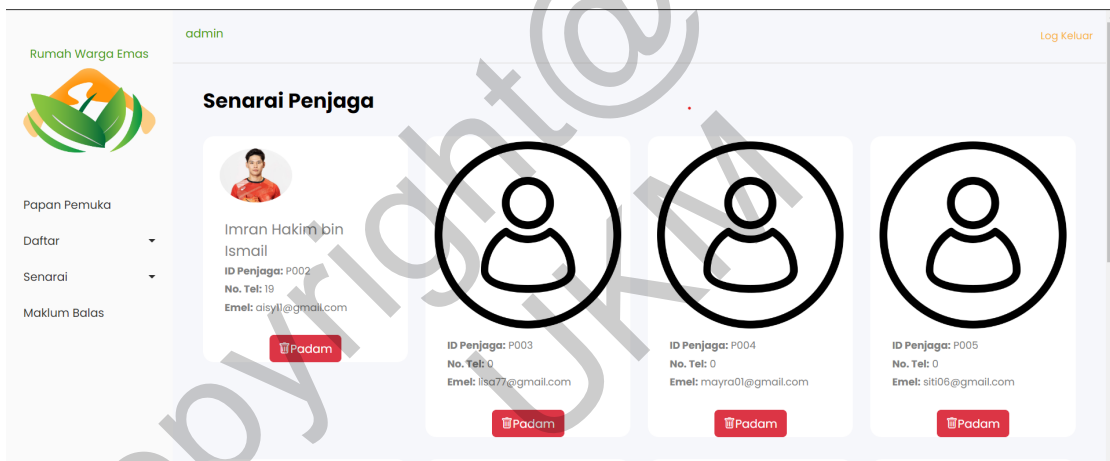 Rumah Warga Emas
admin
Log Keluar
Papan Pemuka
Daftar
Senarai
Maklum Balas
Senarai Penjaga
Imran Hakim bin
Ismail
ID Penjaga: P002
No. Tel: 19
Emel: aisy11@gmail.com
Padam
ID Penjaga: P003
No. Tel: 0
Emel: lisa77@gmail.com
Padam
ID Penjaga: P004
No. Tel: 0
Emel: mayra01@gmail.com
Padam
ID Penjaga: P005
No. Tel: 0
Emel: siti06@gmail.com
Padam
opyright@
UKM